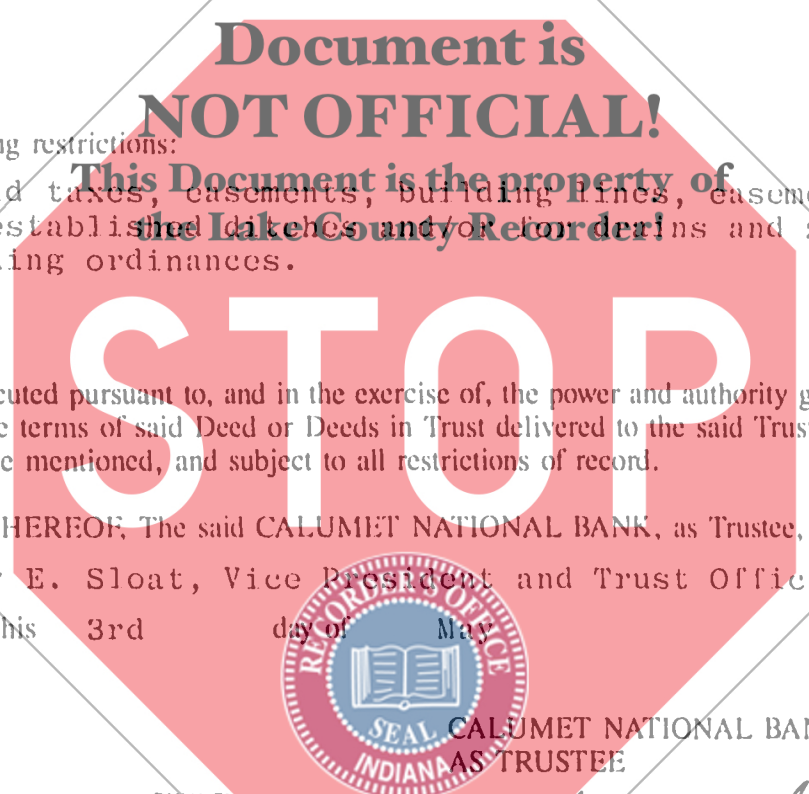 Document is
NOT OFFICIAL!
ng restrictions:
This Document is the property of
d taxes, easements, building lines, easem
the Lake County Recorder!
established ditches and/or for drains and s
ing ordinances.
STOP
cuted pursuant to, and in the exercise of, the power and authority g
e terms of said Deed or Deeds in Trust delivered to the said Trus
e mentioned, and subject to all restrictions of record.
HEREOF, The said CALUMET NATIONAL BANK, as Trustee,
E. Sloat, Vice President and Trust Offic
his 3rd day of May
RECORDER'S OFFICE
SEAL
INDIANA
CALUMET NATIONAL BAN
AS TRUSTEE